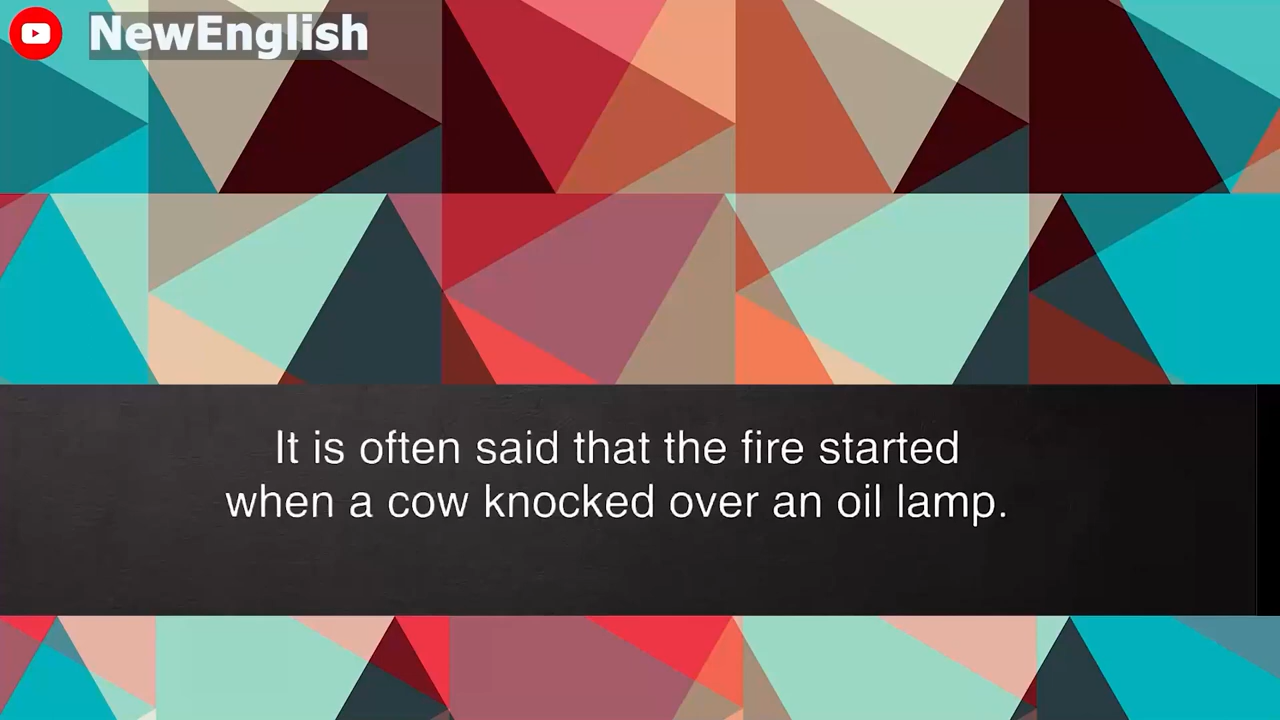 NewEnglish
It is often said that the fire started
when a cow knocked over an oil lamp.